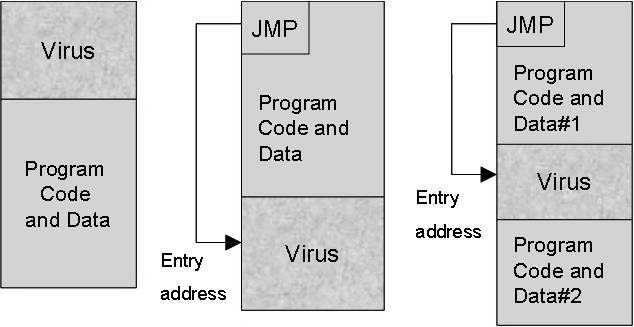 Virus
Program
Code
and Data
JMP
Program
Code and
Data
Virus
Entry
address
JMP
Program
Code and
Data#1
Virus
Entry
address
Program
Code and
Data#2